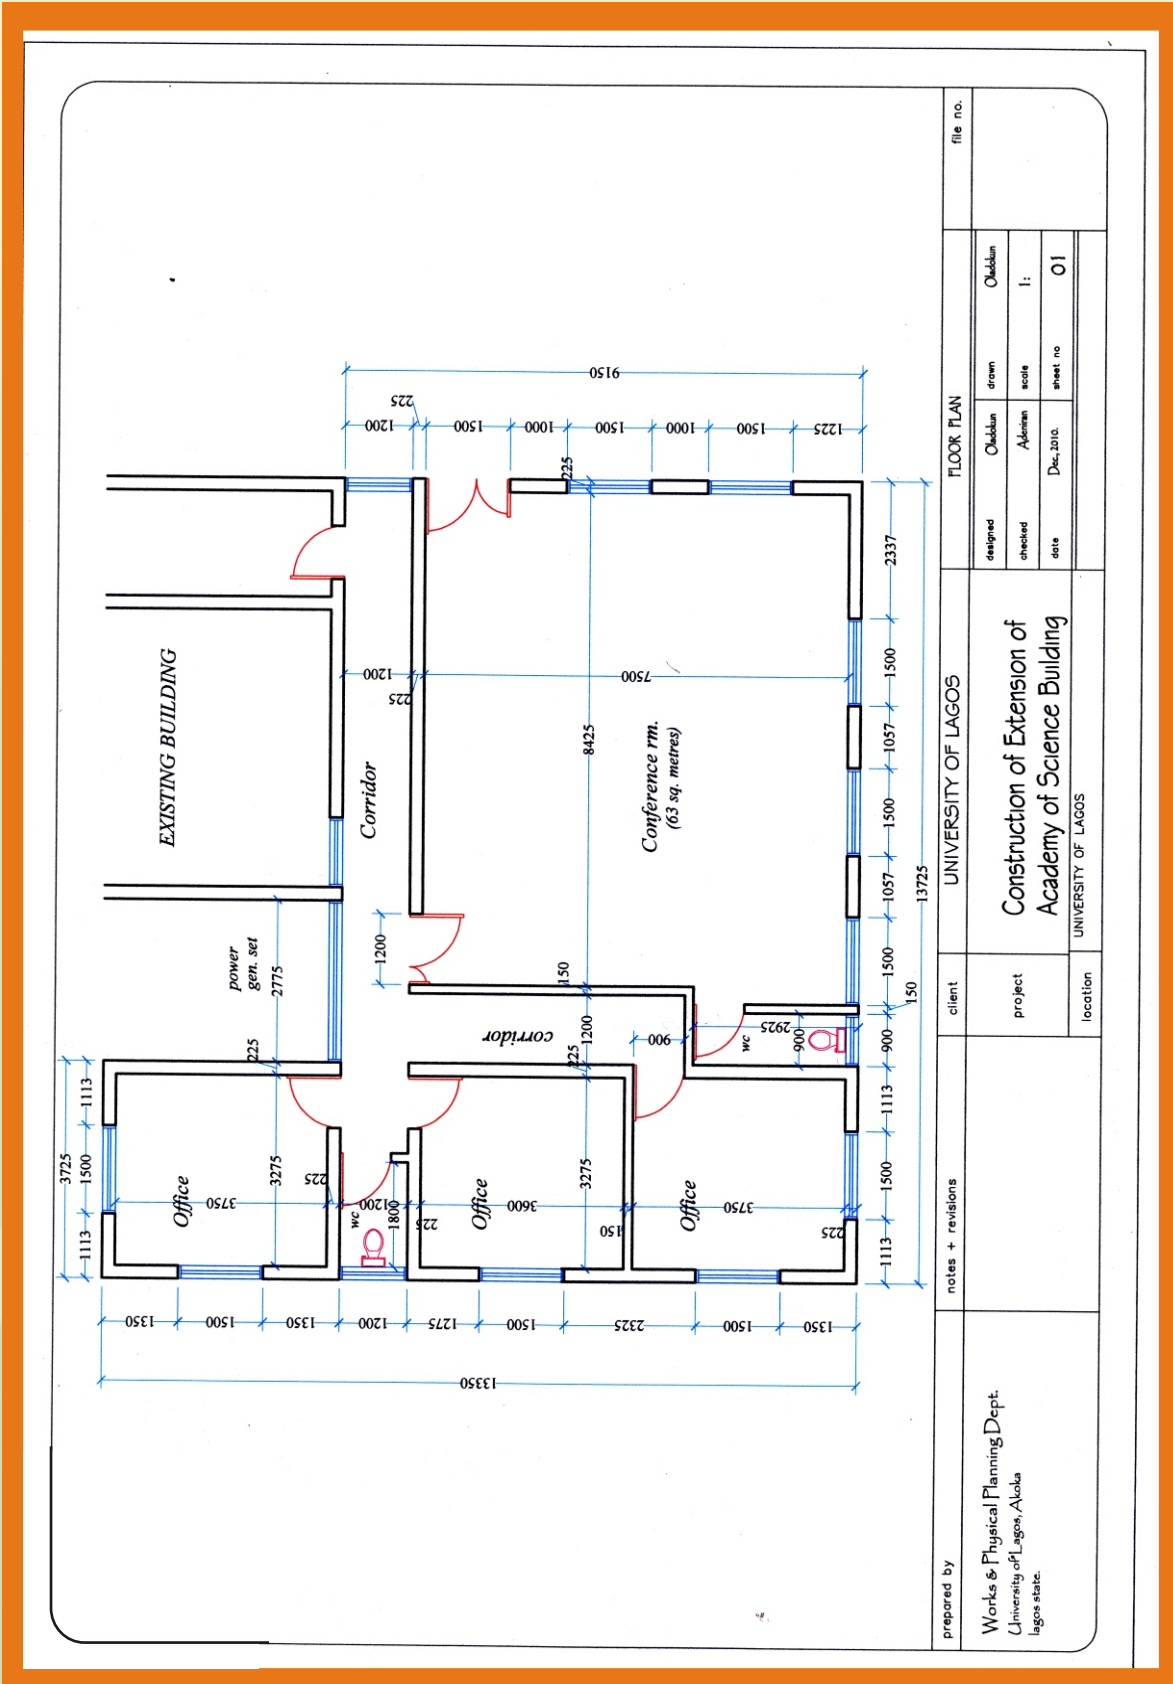 9150
1200
225
1500
1000
1500
1000
1500
1225
225
EXISTING BUILDING
Corridor
1200
225
7500
8425
Conference rm.
(63 sq. metres)
2337
1500
1057
1500
1057
1500
150
900
1113
1500
1113
13725
power
gen. set
2775
225
1200
150
corridor
1200
225
900
2925
wc
900
3725
1113
1500
1113
Office
3750
3275
225
wc
1200
1800
225
Office
3600
3275
150
Office
3750
225
1350
1500
1350
1200
1275
1500
2325
1500
1350
13350
prepared by
Works & Physical Planning Dept.
University of Lagos, Akoka
lagos state.
notes + revisions
client
UNIVERSITY OF LAGOS
project
Construction of Extension of
Academy of Science Building
location
UNIVERSITY OF LAGOS
FLOOR PLAN
designed
Oladokun
drawn
Oladokun
checked
Adeniran
scale
1:
date
Dec, 2010.
sheet no
01
file no.